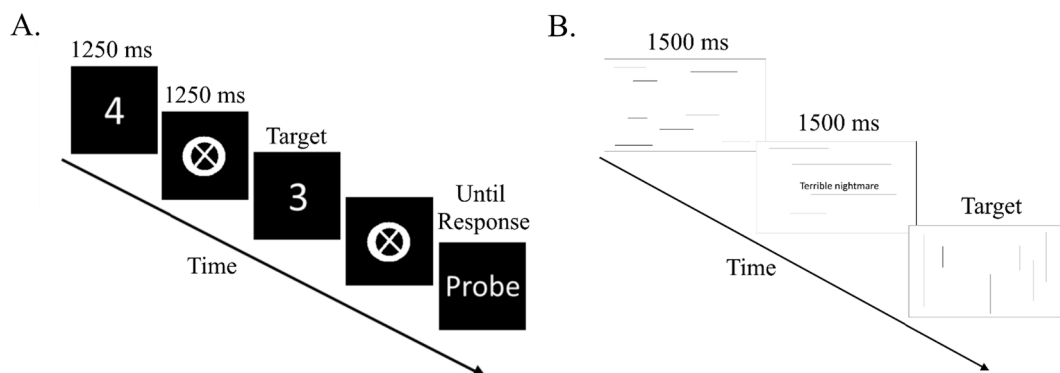 A.
1250 ms
4
1250 ms
Target
3
Until
Response
Probe
Time
B.
1500 ms
1500 ms
Terrible nightmare
Target
Time